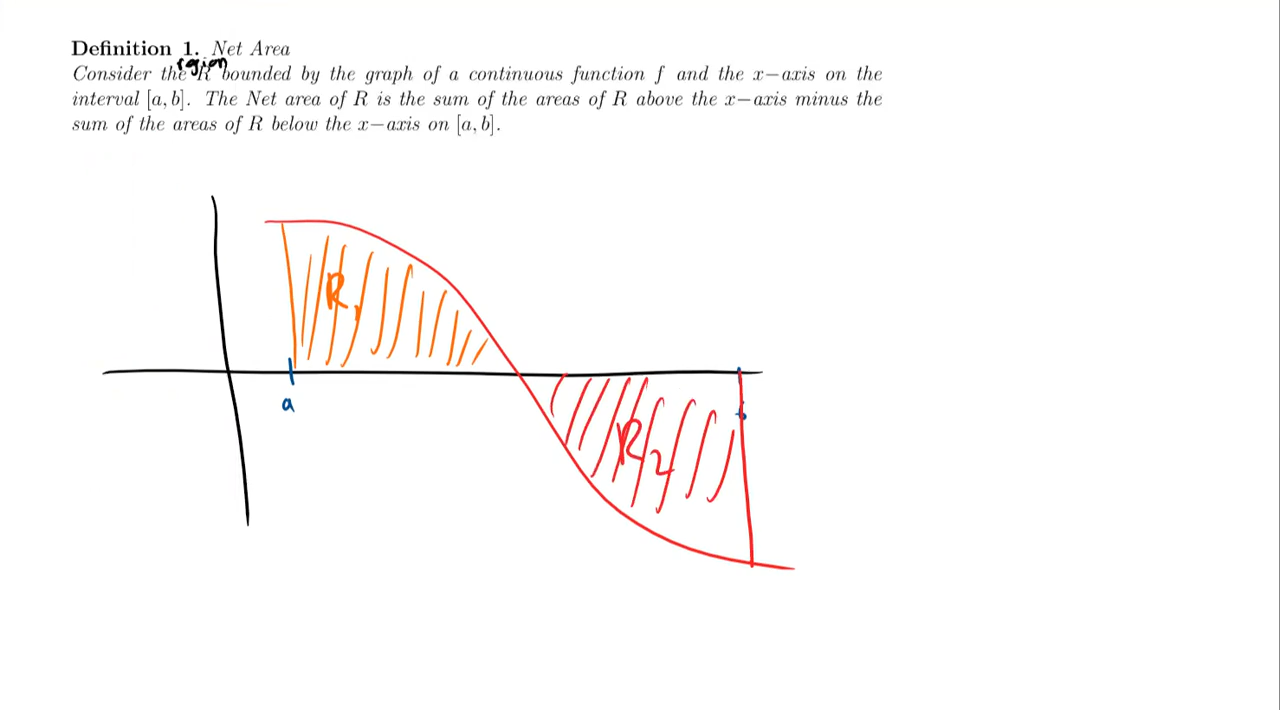 Definition 1. Net Area
region
Consider the R bounded by the graph of a continuous function f and the x-axis on the
interval [a, b]. The Net area of R is the sum of the areas of R above the x-axis minus the
sum of the areas of R below the x-axis on [a, b].
R1
a
R2